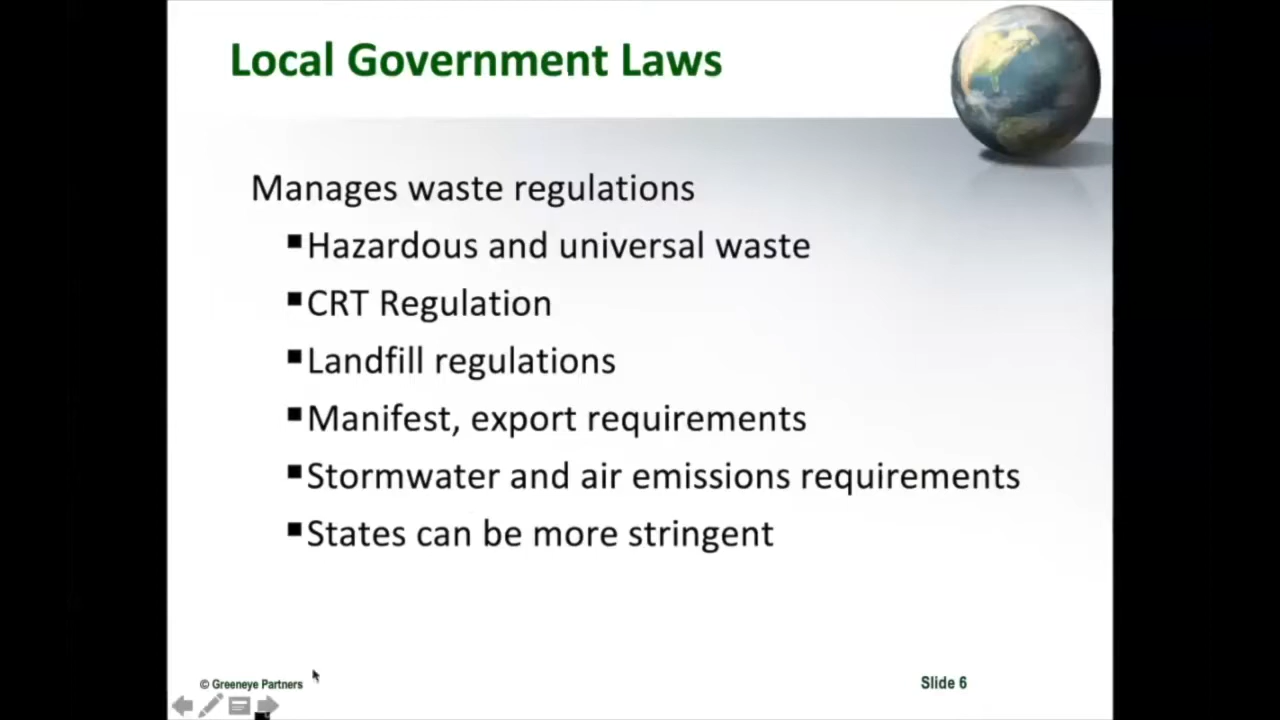 Local Government Laws
Manages waste regulations
▪Hazardous and universal waste
▪CRT Regulation
▪Landfill regulations
▪Manifest, export requirements
▪Stormwater and air emissions requirements
▪States can be more stringent
© Greeneye Partners
Slide 6